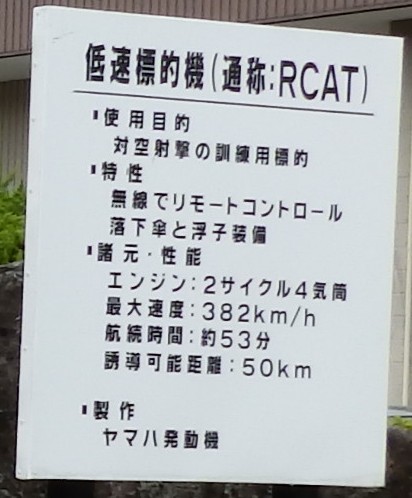 低速標的機(通称:RCAT)
▪使用目的
対空射撃の訓練用標的
▪特性
無線でリモートコントロール
落下傘と浮子装備
▪諸元・性能
エンジン:2サイクル4気筒
最大速度:382km/h
航続時間:約53分
誘導可能距離:50km
▪製作
ヤマハ発動機